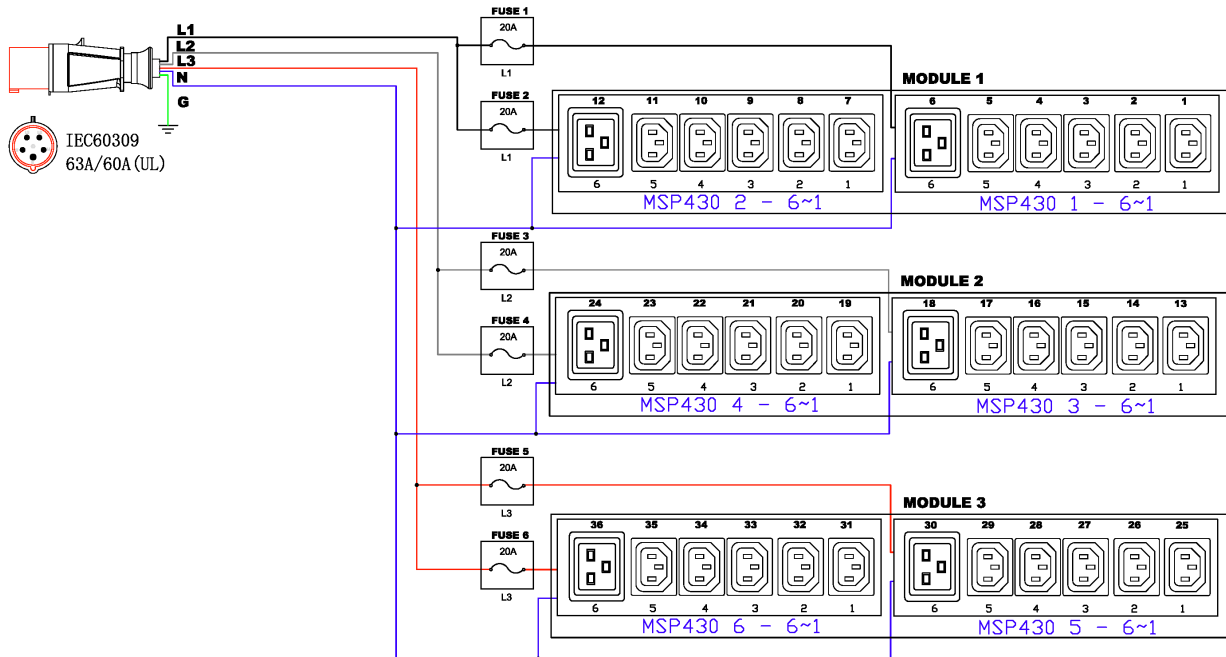 L1
L2
L3
N
G
IEC60309
63A/60A(UL)
FUSE 1
20A
L1
FUSE 2
20A
L1
MODULE 1
12 11 10 9 8 7 6 5 4 3 2 1
6 5 4 3 2 1 6 5 4 3 2 1
MSP430 2 - 6~1 MSP430 1 - 6~1
FUSE 3
20A
L2
FUSE 4
20A
L2
MODULE 2
24 23 22 21 20 19 18 17 16 15 14 13
6 5 4 3 2 1 6 5 4 3 2 1
MSP430 4 - 6~1 MSP430 3 - 6~1
FUSE 5
20A
L3
FUSE 6
20A
L3
MODULE 3
36 35 34 33 32 31 30 29 28 27 26 25
6 5 4 3 2 1 6 5 4 3 2 1
MSP430 6 - 6~1 MSP430 5 - 6~1